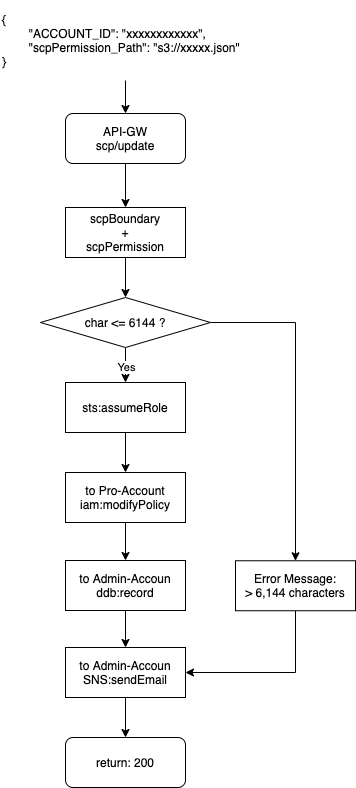 {
"ACCOUNT_ID": "xxxxxxxxxxxx",
"scpPermission_Path": "s3://xxxxx.json"
}
API-GW
scp/update
scpBoundary
+
scpPermission
char <= 6144 ?
Yes
sts:assumeRole
to Pro-Account
iam:modifyPolicy
to Admin-Accoun
ddb:record
Error Message:
> 6,144 characters
to Admin-Accoun
SNS:sendEmail
return: 200